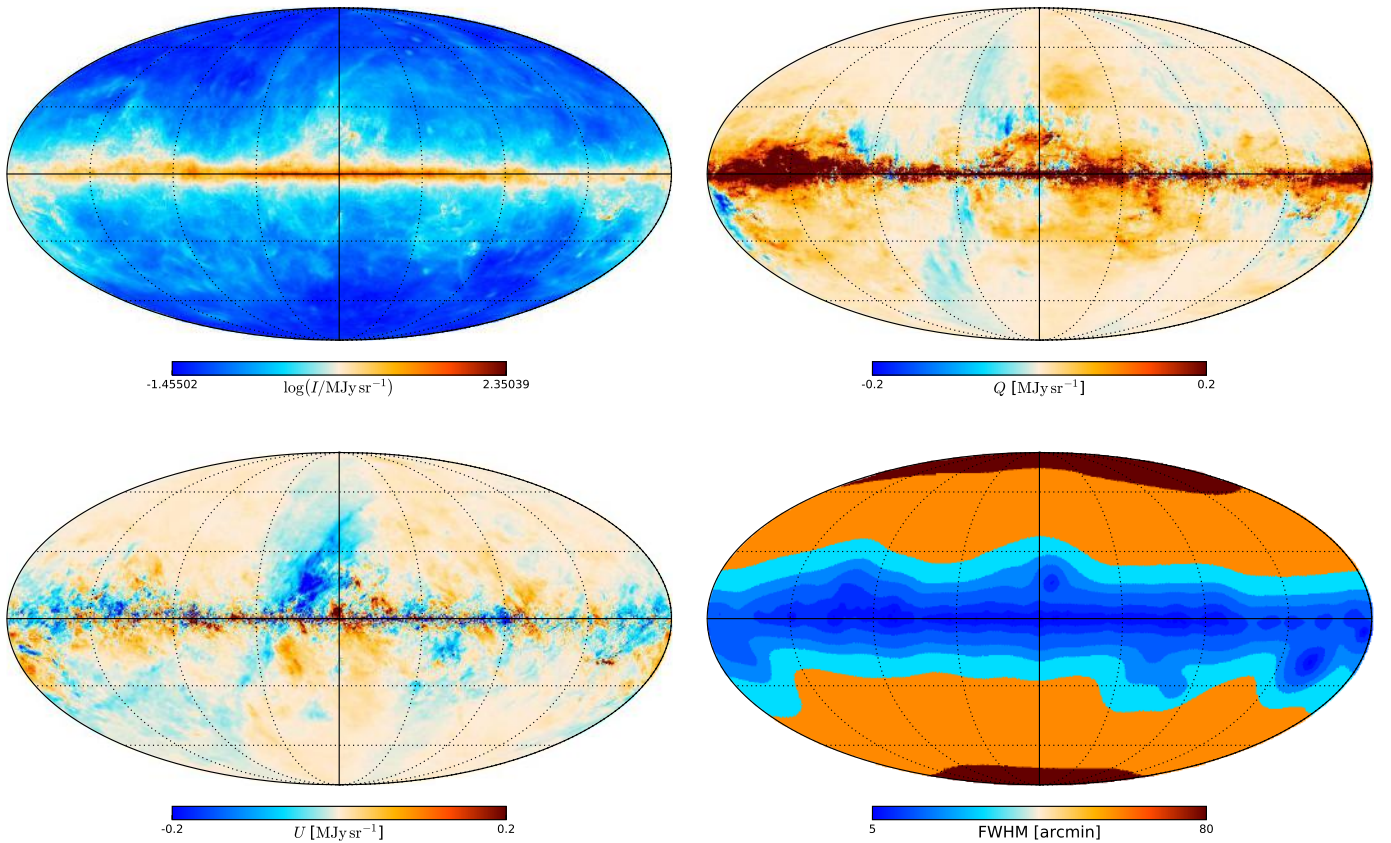 -1.45502 2.35039
log(I/MJy sr⁻¹)
-0.2 0.2
Q [MJy sr⁻¹]
-0.2 0.2
U [MJy sr⁻¹]
5 80
FWHM [arcmin]